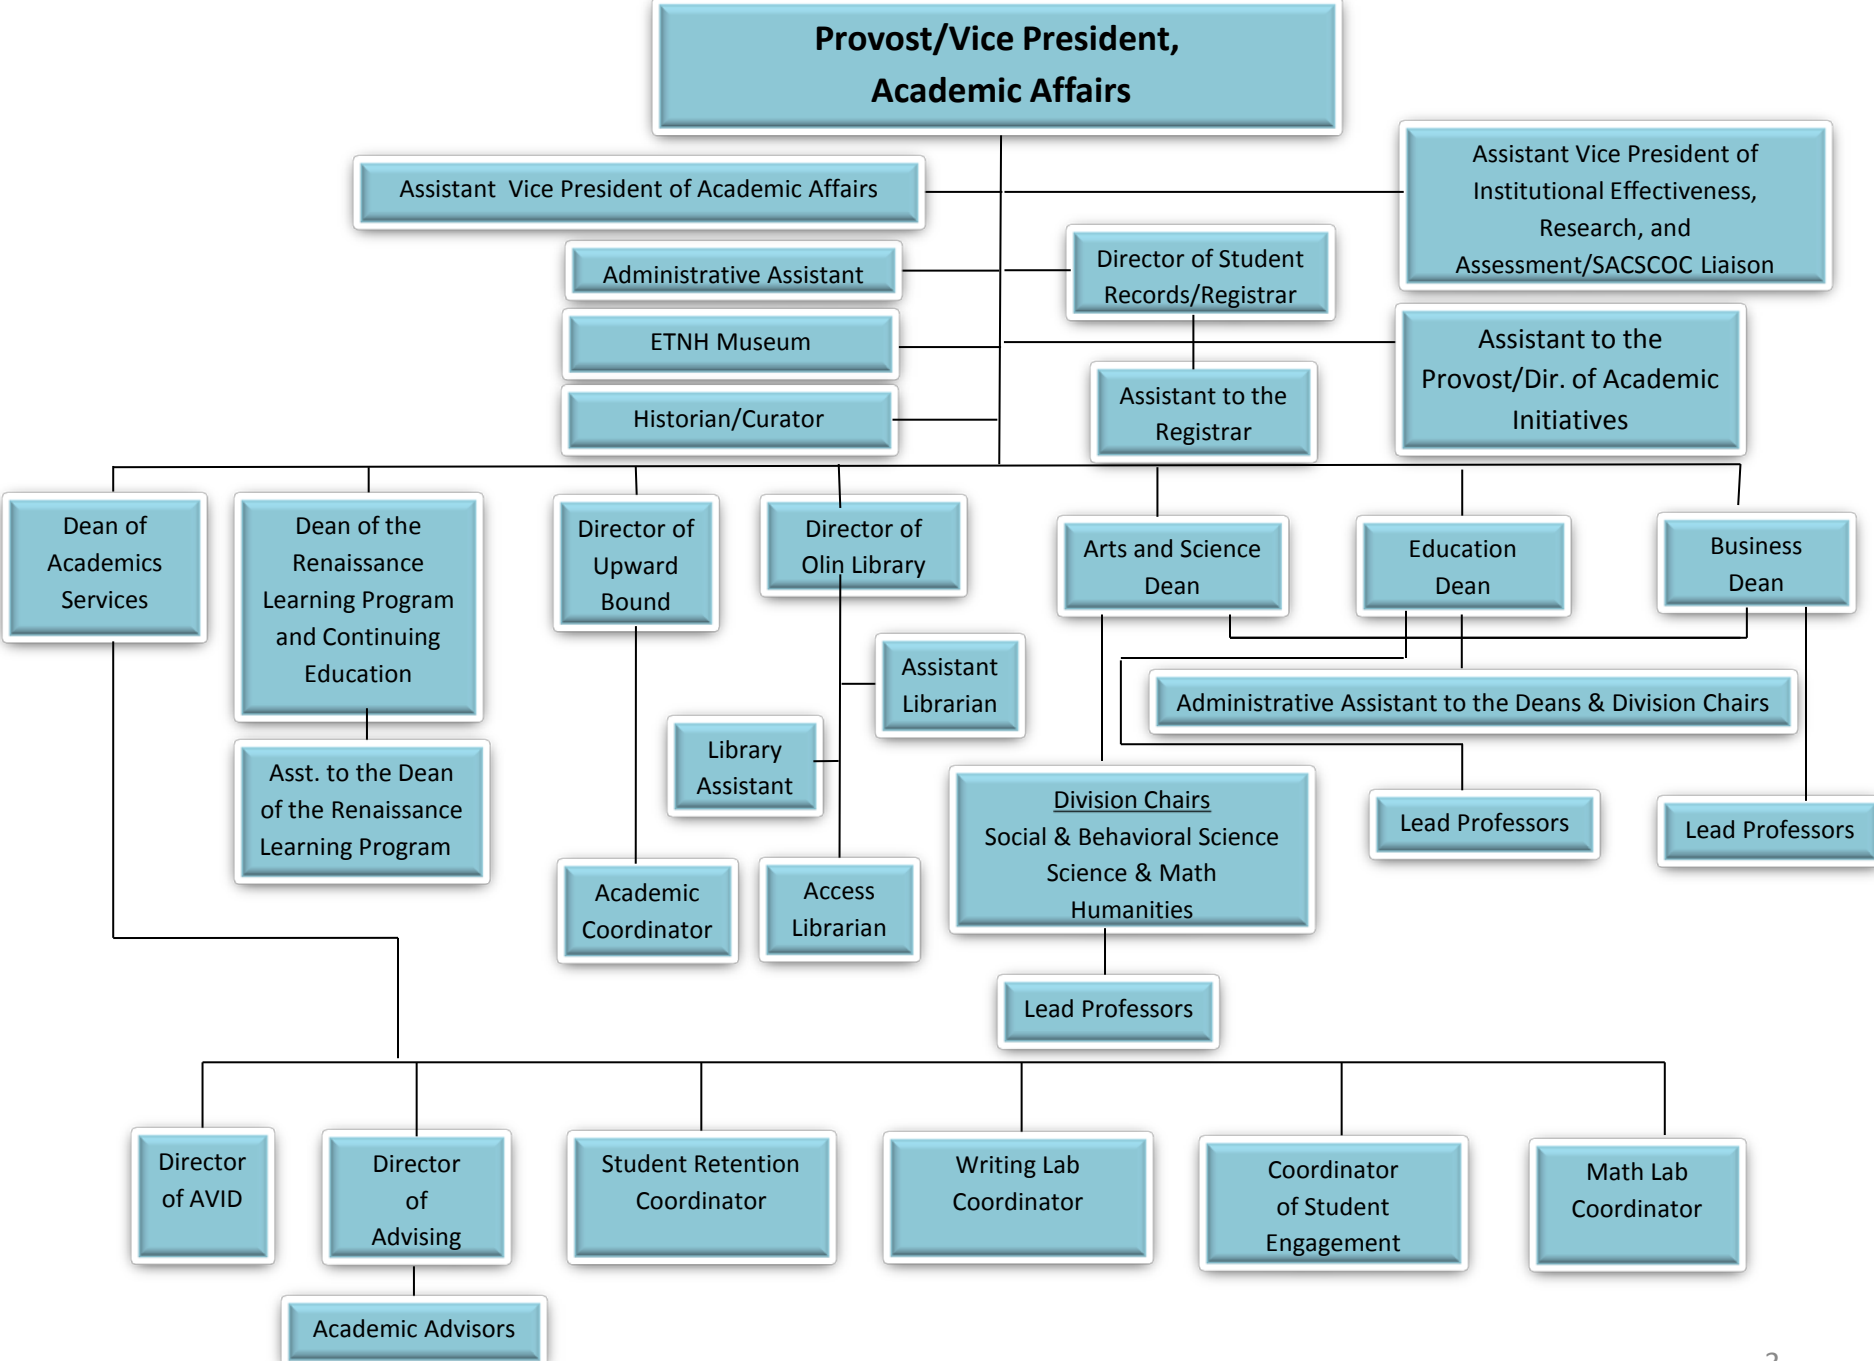 Provost/Vice President,
Academic Affairs
Assistant Vice President of Academic Affairs
Assistant Vice President of
Institutional Effectiveness,
Research, and
Assessment/SACSCOC Liaison
Administrative Assistant
Director of Student
Records/Registrar
ETNH Museum
Assistant to the
Provost/Dir. of Academic
Initiatives
Historian/Curator
Assistant to the
Registrar
Dean of
Academics
Services
Dean of the
Renaissance
Learning Program
and Continuing
Education
Director of
Upward
Bound
Director of
Olin Library
Arts and Science
Dean
Education
Dean
Business
Dean
Assistant
Librarian
Administrative Assistant to the Deans & Division Chairs
Library
Assistant
Asst. to the Dean
of the Renaissance
Learning Program
Division Chairs
Social & Behavioral Science
Science & Math
Humanities
Lead Professors
Lead Professors
Academic
Coordinator
Access
Librarian
Lead Professors
Director
of AVID
Director
of
Advising
Student Retention
Coordinator
Writing Lab
Coordinator
Coordinator
of Student
Engagement
Math Lab
Coordinator
Academic Advisors